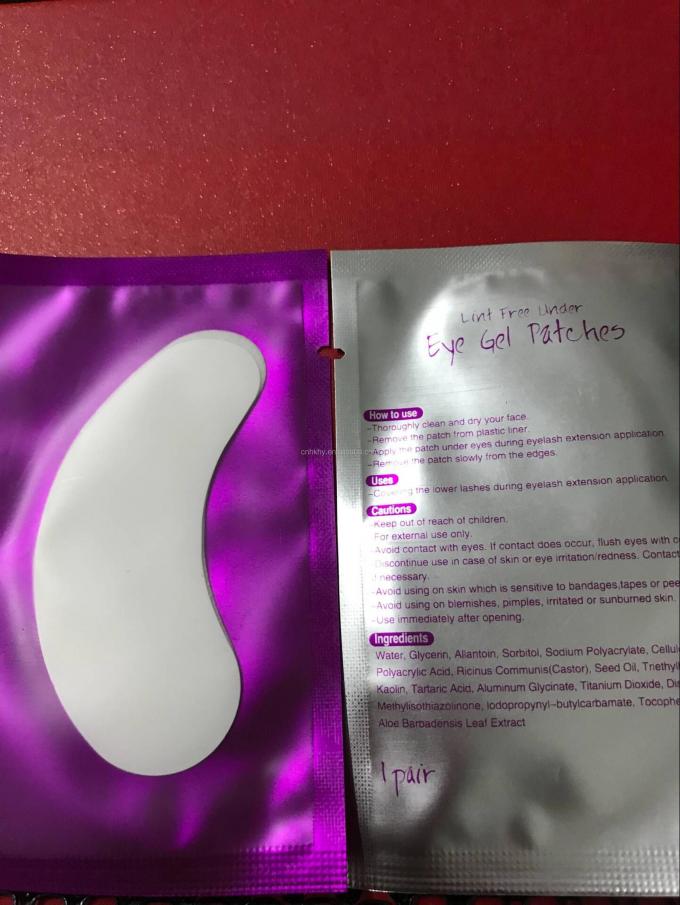 Lint Free Under
Eye Gel Patches
How to use
-Thoroughly clean and dry your face.
-Remove the patch from plastic liner.
-Apply the patch under eyes during eyelash extension application.
-Remove the patch slowly from the edges.
Uses
-Covering the lower lashes during eyelash extension application.
Cautions
-Keep out of reach of children.
For external use only.
-Avoid contact with eyes. If contact does occur, flush eyes with
Discontinue use in case of skin or eye irritation/redness. Contact
necessary.
-Avoid using on skin which is sensitive to bandages,tapes or
-Avoid using on blemishes, pimples, irritated or sunburned skin.
-Use immediately after opening.
Ingredients
Water, Glycerin, Allantoin, Sorbitol, Sodium Polyacrylate,
Polyacrylic Acid, Ricinus Communis(Castor), Seed Oil,
Kaolin, Tartaric Acid, Aluminum Glycinate, Titanium Dioxide,
Methylisothiazolinone, Iodopropynyl-butylcarbamate,
Aloe Barbadensis Leaf Extract
1 pair